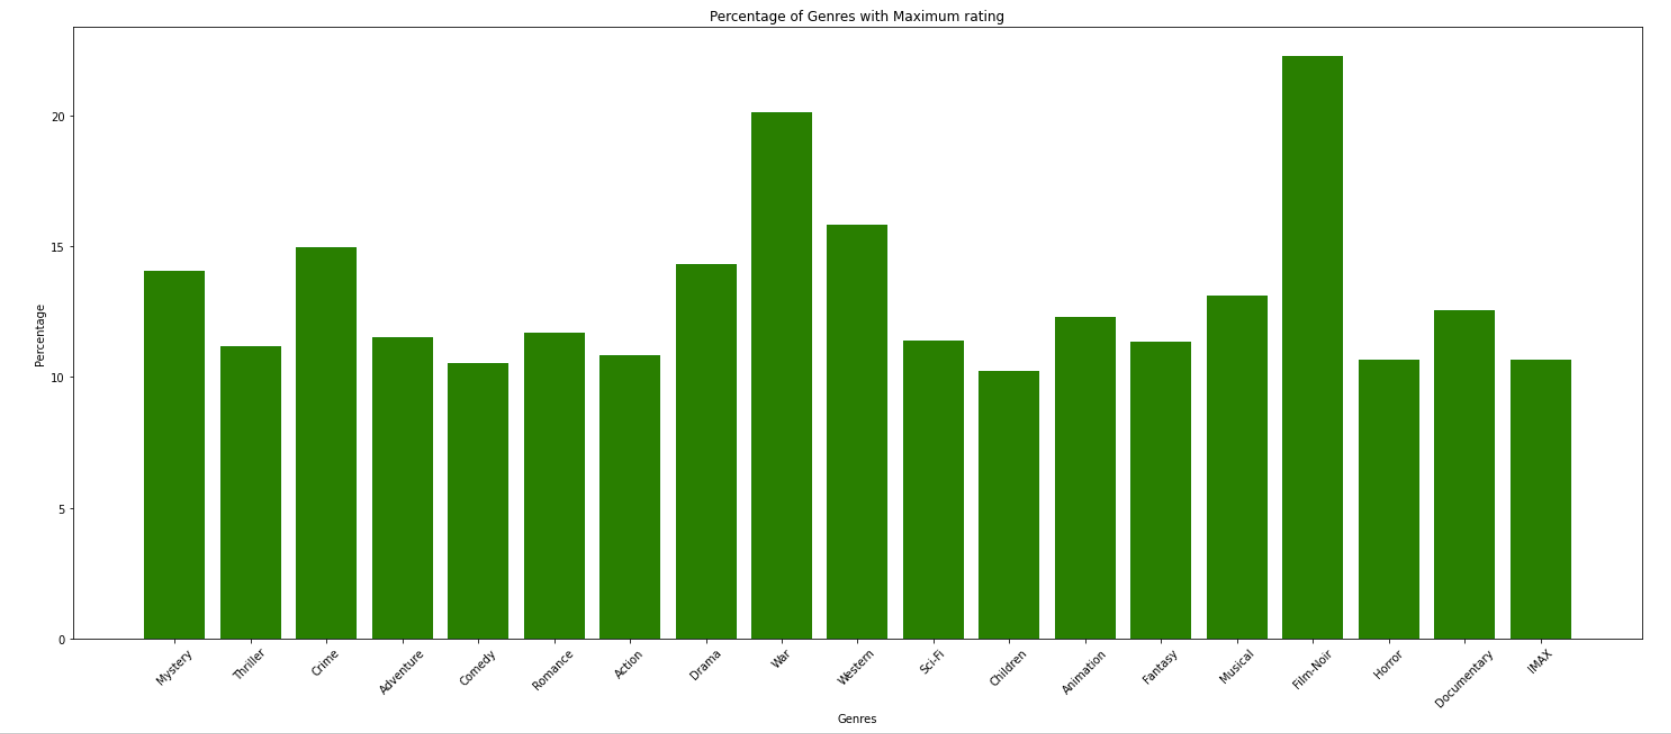 Percentage of Genres with Maximum rating
Percentage
20
15
10
5
0
Mystery
Thriller
Crime
Adventure
Comedy
Romance
Action
Drama
War
Western
Sci-Fi
Children
Animation
Fantasy
Musical
Film-Noir
Horror
Documentary
IMAX
Genres